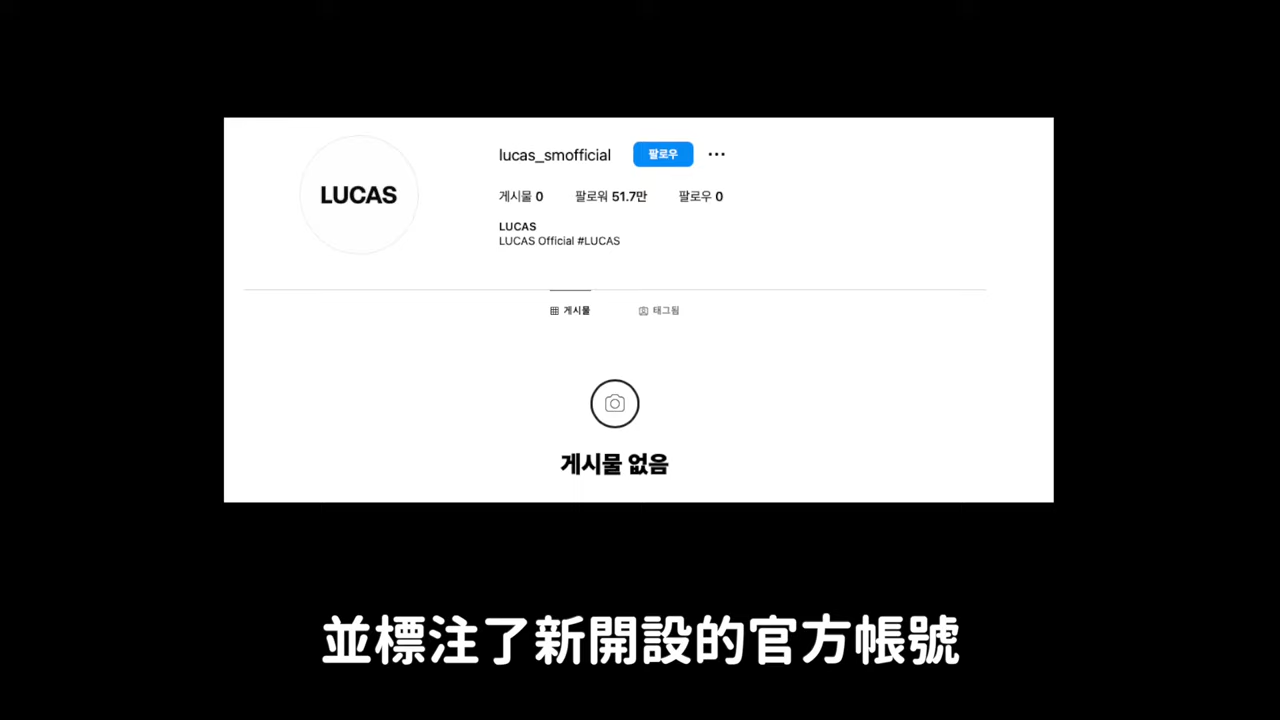 LUCAS
lucas_smofficial 팔로우 ···
게시물 0 팔로워 51.7만 팔로우 0
LUCAS
LUCAS Official #LUCAS
게시물 태그됨
게시물 없음
並標注了新開設的官方帳號